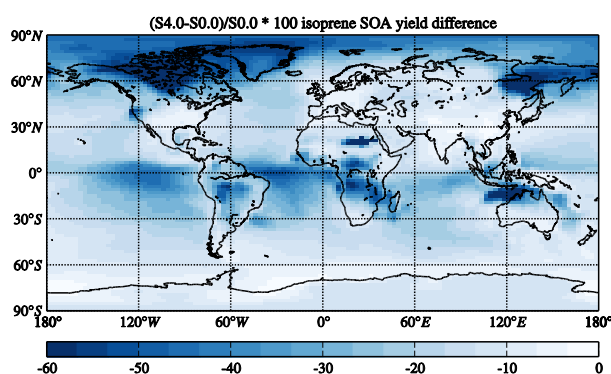 (S4.0-S0.0)/S0.0 * 100 isoprene SOA yield difference
90°N
60°N
30°N
0°
30°S
60°S
90°S
180° 120°W 60°W 0° 60°E 120°E 180°
-60 -50 -40 -30 -20 -10 0